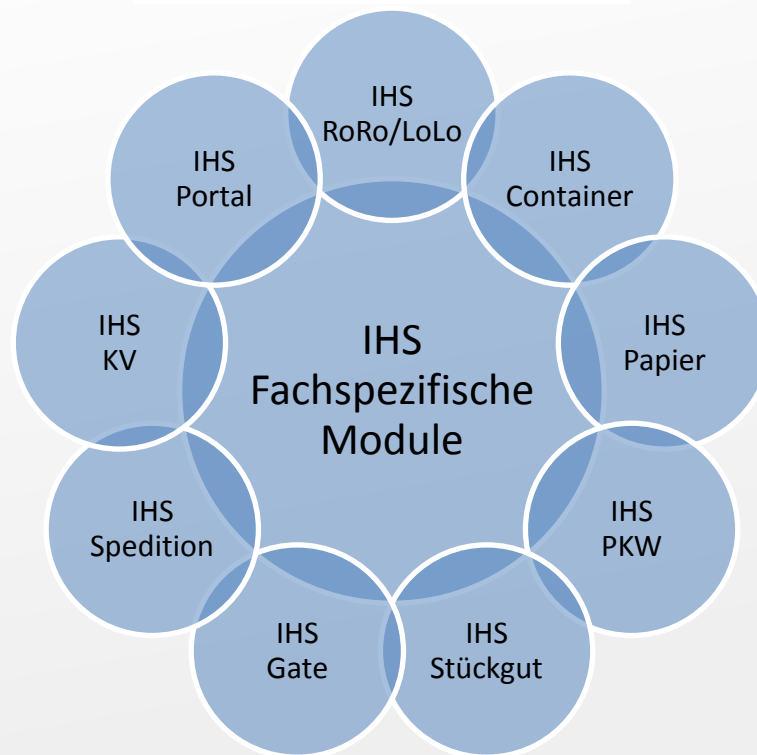 IHS
RoRo/LoLo
IHS
Container
IHS
Papier
IHS
PKW
IHS
Stückgut
IHS
Gate
IHS
Spedition
IHS
KV
IHS
Portal
IHS
Fachspezifische
Module